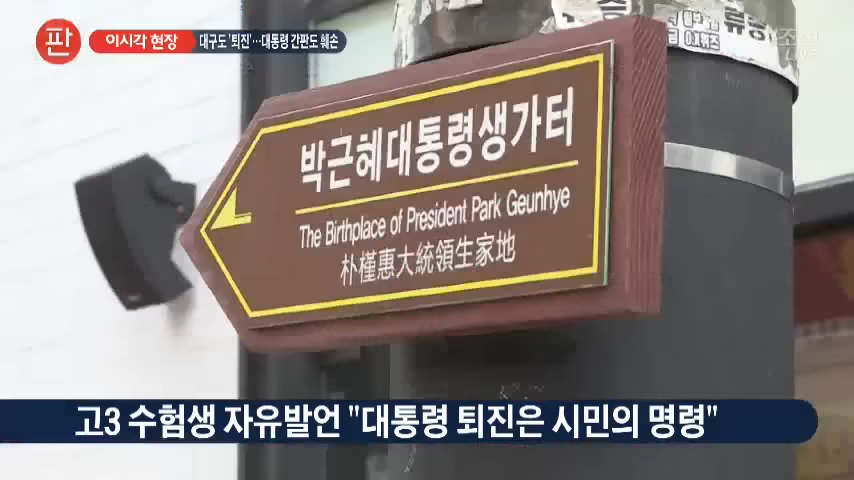 판
이시각 현장
대구도 '퇴진'…대통령 간판도 훼손
박근혜대통령생가터
The Birthplace of President Park Geunhye
朴槿惠大統領生家地
고3 수험생 자유발언 "대통령 퇴진은 시민의 명령"